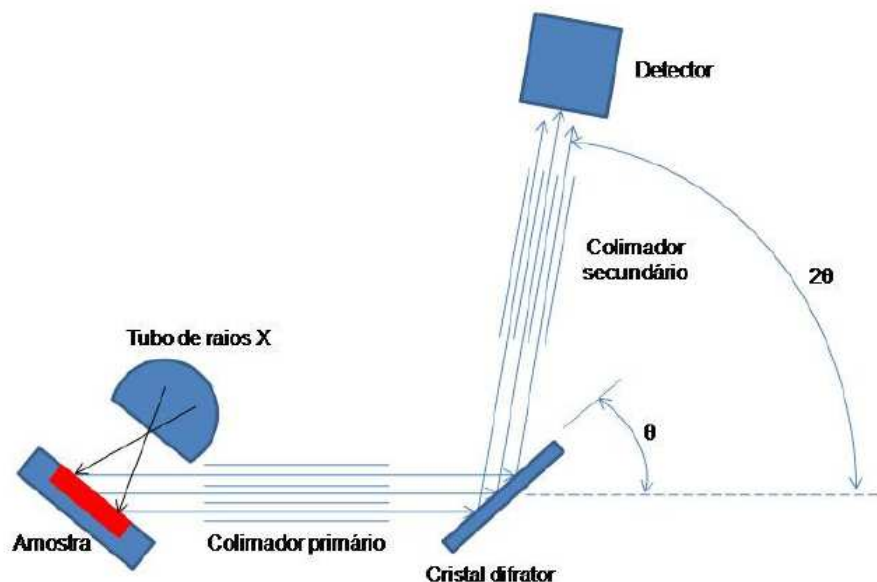 Detector
Colimador
secundário
2θ
Tubo de raios X
θ
Amostra
Colimador primário
Cristal difrator